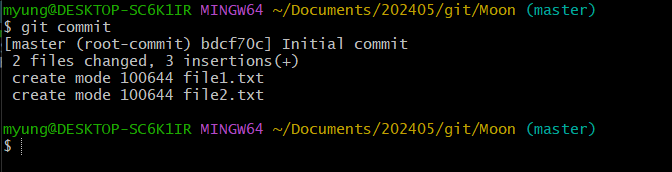 myung@DESKTOP-SC6K1IR MINGW64 ~/Documents/202405/git/Moon (master)
$ git commit
[master (root-commit) bdcf70c] Initial commit
 2 files changed, 3 insertions(+)
 create mode 100644 file1.txt
 create mode 100644 file2.txt
myung@DESKTOP-SC6K1IR MINGW64 ~/Documents/202405/git/Moon (master)
$